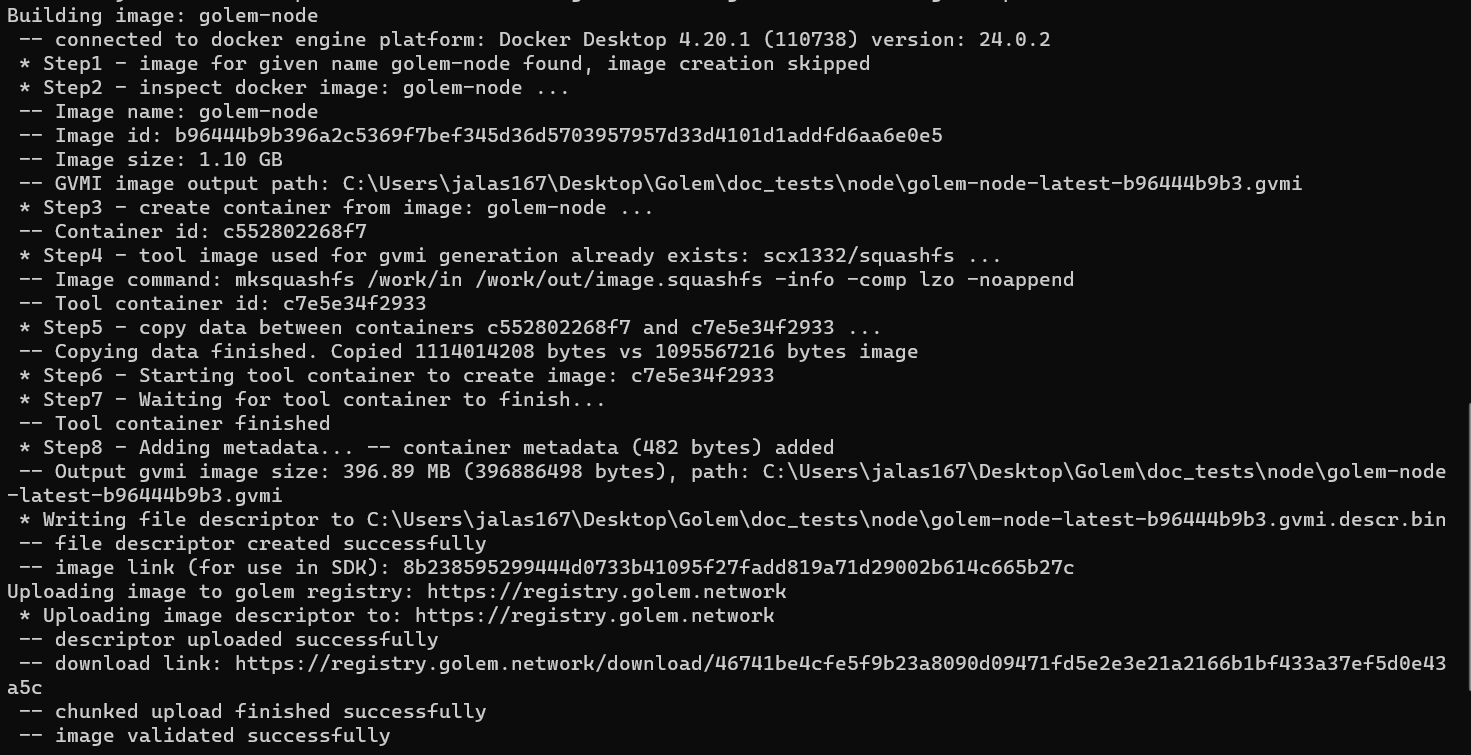 Building image: golem-node
 -- connected to docker engine platform: Docker Desktop 4.20.1 (110738) version: 24.0.2
 * Step1 - image for given name golem-node found, image creation skipped
 * Step2 - inspect docker image: golem-node ...
 -- Image name: golem-node
 -- Image id: b96444b9b396a2c5369f7bef345d36d5703957957d33d4101d1addfd6aa6e0e5
 -- Image size: 1.10 GB
 -- GVMI image output path: C:\Users\jalas167\Desktop\Golem\doc_tests\node\golem-node-latest-b96444b9b3.gvmi
 * Step3 - create container from image: golem-node ...
 -- Container id: c552802268f7
 * Step4 - tool image used for gvmi generation already exists: scx1332/squashfs ...
 -- Image command: mksquashfs /work/in /work/out/image.squashfs -info -comp lzo -noappend
 -- Tool container id: c7e5e34f2933
 * Step5 - copy data between containers c552802268f7 and c7e5e34f2933 ...
 -- Copying data finished. Copied 1114014208 bytes vs 1095567216 bytes image
 * Step6 - Starting tool container to create image: c7e5e34f2933
 * Step7 - Waiting for tool container to finish...
 -- Tool container finished
 * Step8 - Adding metadata... -- container metadata (482 bytes) added
 -- Output gvmi image size: 396.89 MB (396886498 bytes), path: C:\Users\jalas167\Desktop\Golem\doc_tests\node\golem-node
-latest-b96444b9b3.gvmi
 * Writing file descriptor to C:\Users\jalas167\Desktop\Golem\doc_tests\node\golem-node-latest-b96444b9b3.gvmi.descr.bin
 -- file descriptor created successfully
 -- image link (for use in SDK): 8b238595299444d0733b41095f27fadd819a71d29002b614c665b27c
Uploading image to golem registry: https://registry.golem.network
 * Uploading image descriptor to: https://registry.golem.network
 -- descriptor uploaded successfully
 -- download link: https://registry.golem.network/download/46741be4cfe5f9b23a8090d09471fd5e2e3e21a2166b1bf433a37ef5d0e43
a5c
 -- chunked upload finished successfully
 -- image validated successfully